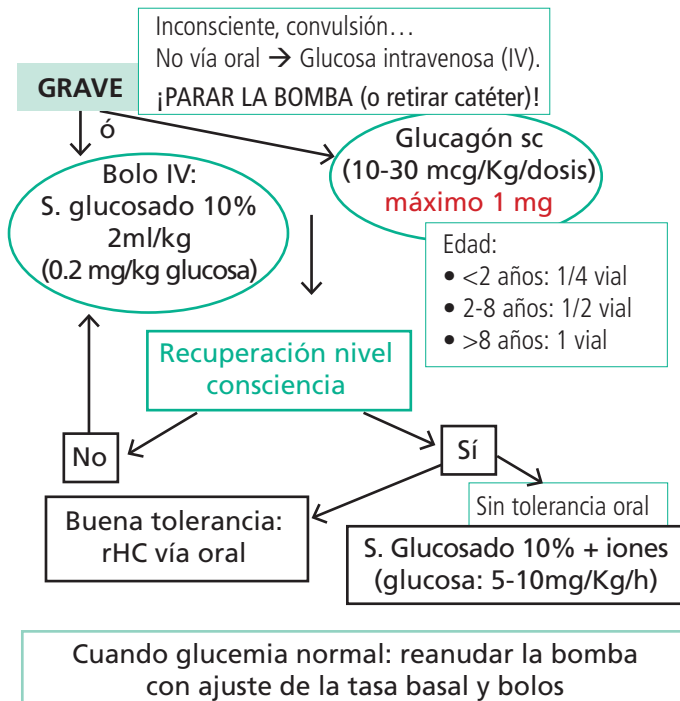 Inconsciente, convulsión…
No vía oral → Glucosa intravenosa (IV).
¡PARAR LA BOMBA (o retirar catéter)!
GRAVE
ó
Bolo IV:
S. glucosado 10%
2ml/kg
(0.2 mg/kg glucosa)
Glucagón sc
(10-30 mcg/Kg/dosis)
máximo 1 mg
Edad:
• <2 años: 1/4 vial
• 2-8 años: 1/2 vial
• >8 años: 1 vial
Recuperación nivel
consciencia
No
Sí
Buena tolerancia:
rHC vía oral
Sin tolerancia oral
S. Glucosado 10% + iones
(glucosa: 5-10mg/Kg/h)
Cuando glucemia normal: reanudar la bomba
con ajuste de la tasa basal y bolos